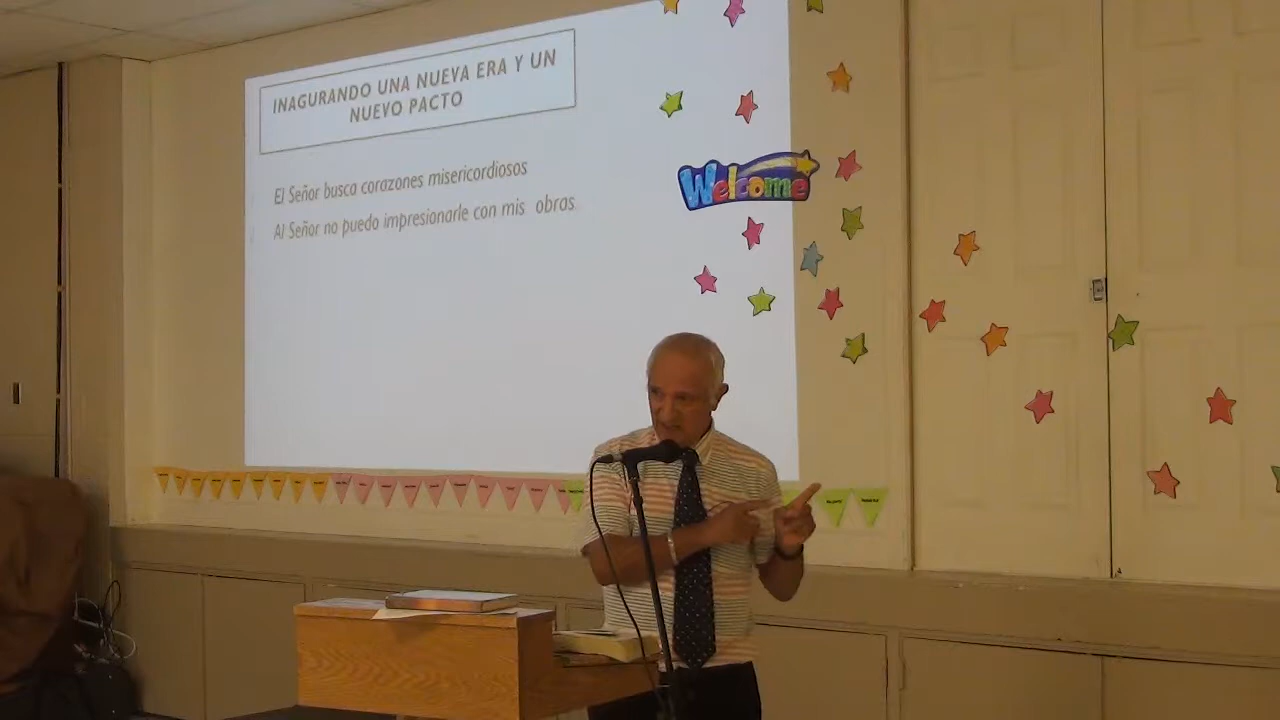 INAGURANDO UNA NUEVA ERA Y UN
NUEVO PACTO
El Señor busca corazones misericordiosos
Al Señor no puedo impresionarle con mis obras
Welcome